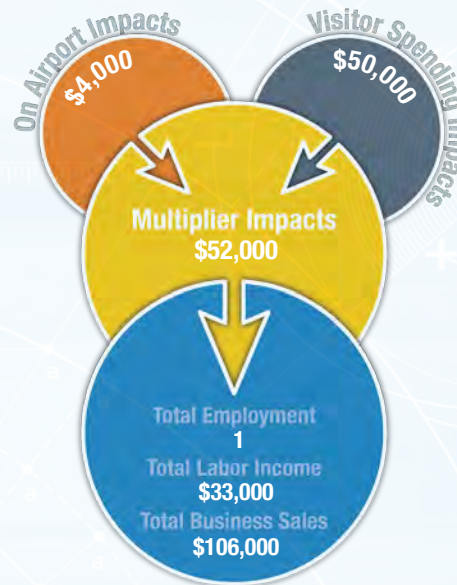 On Airport Impacts
$4,000
Visitor Spending Impacts
$50,000
Multiplier Impacts
$52,000
Total Employment
1
Total Labor Income
$33,000
Total Business Sales
$106,000
a
a
a
a